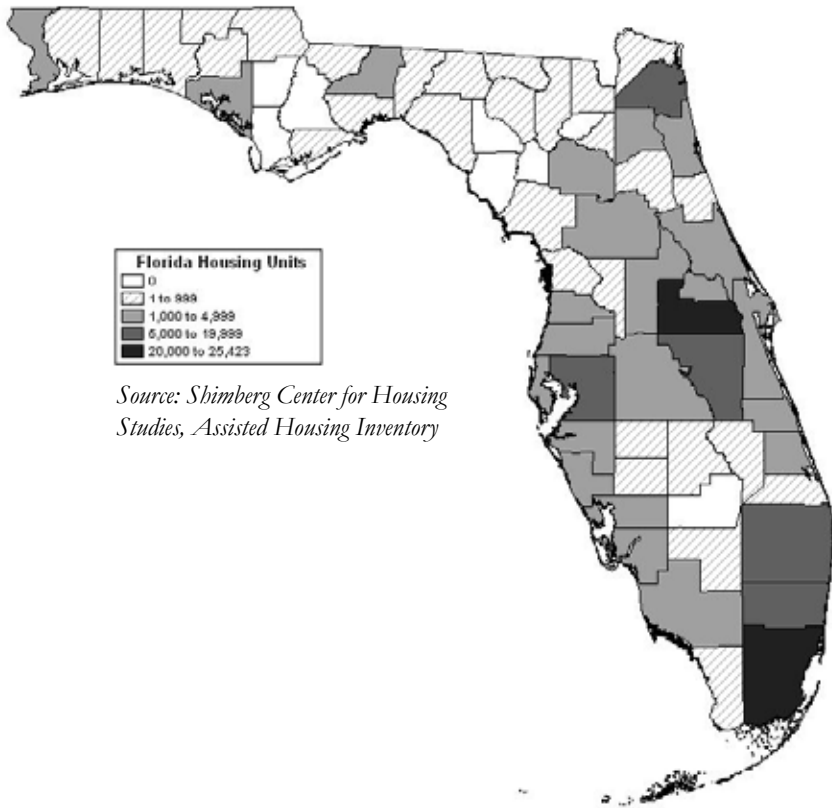 Florida Housing Units
0
1 to 999
1,000 to 4,999
5,000 to 19,999
20,000 to 25,423
Source: Shimberg Center for Housing
Studies, Assisted Housing Inventory